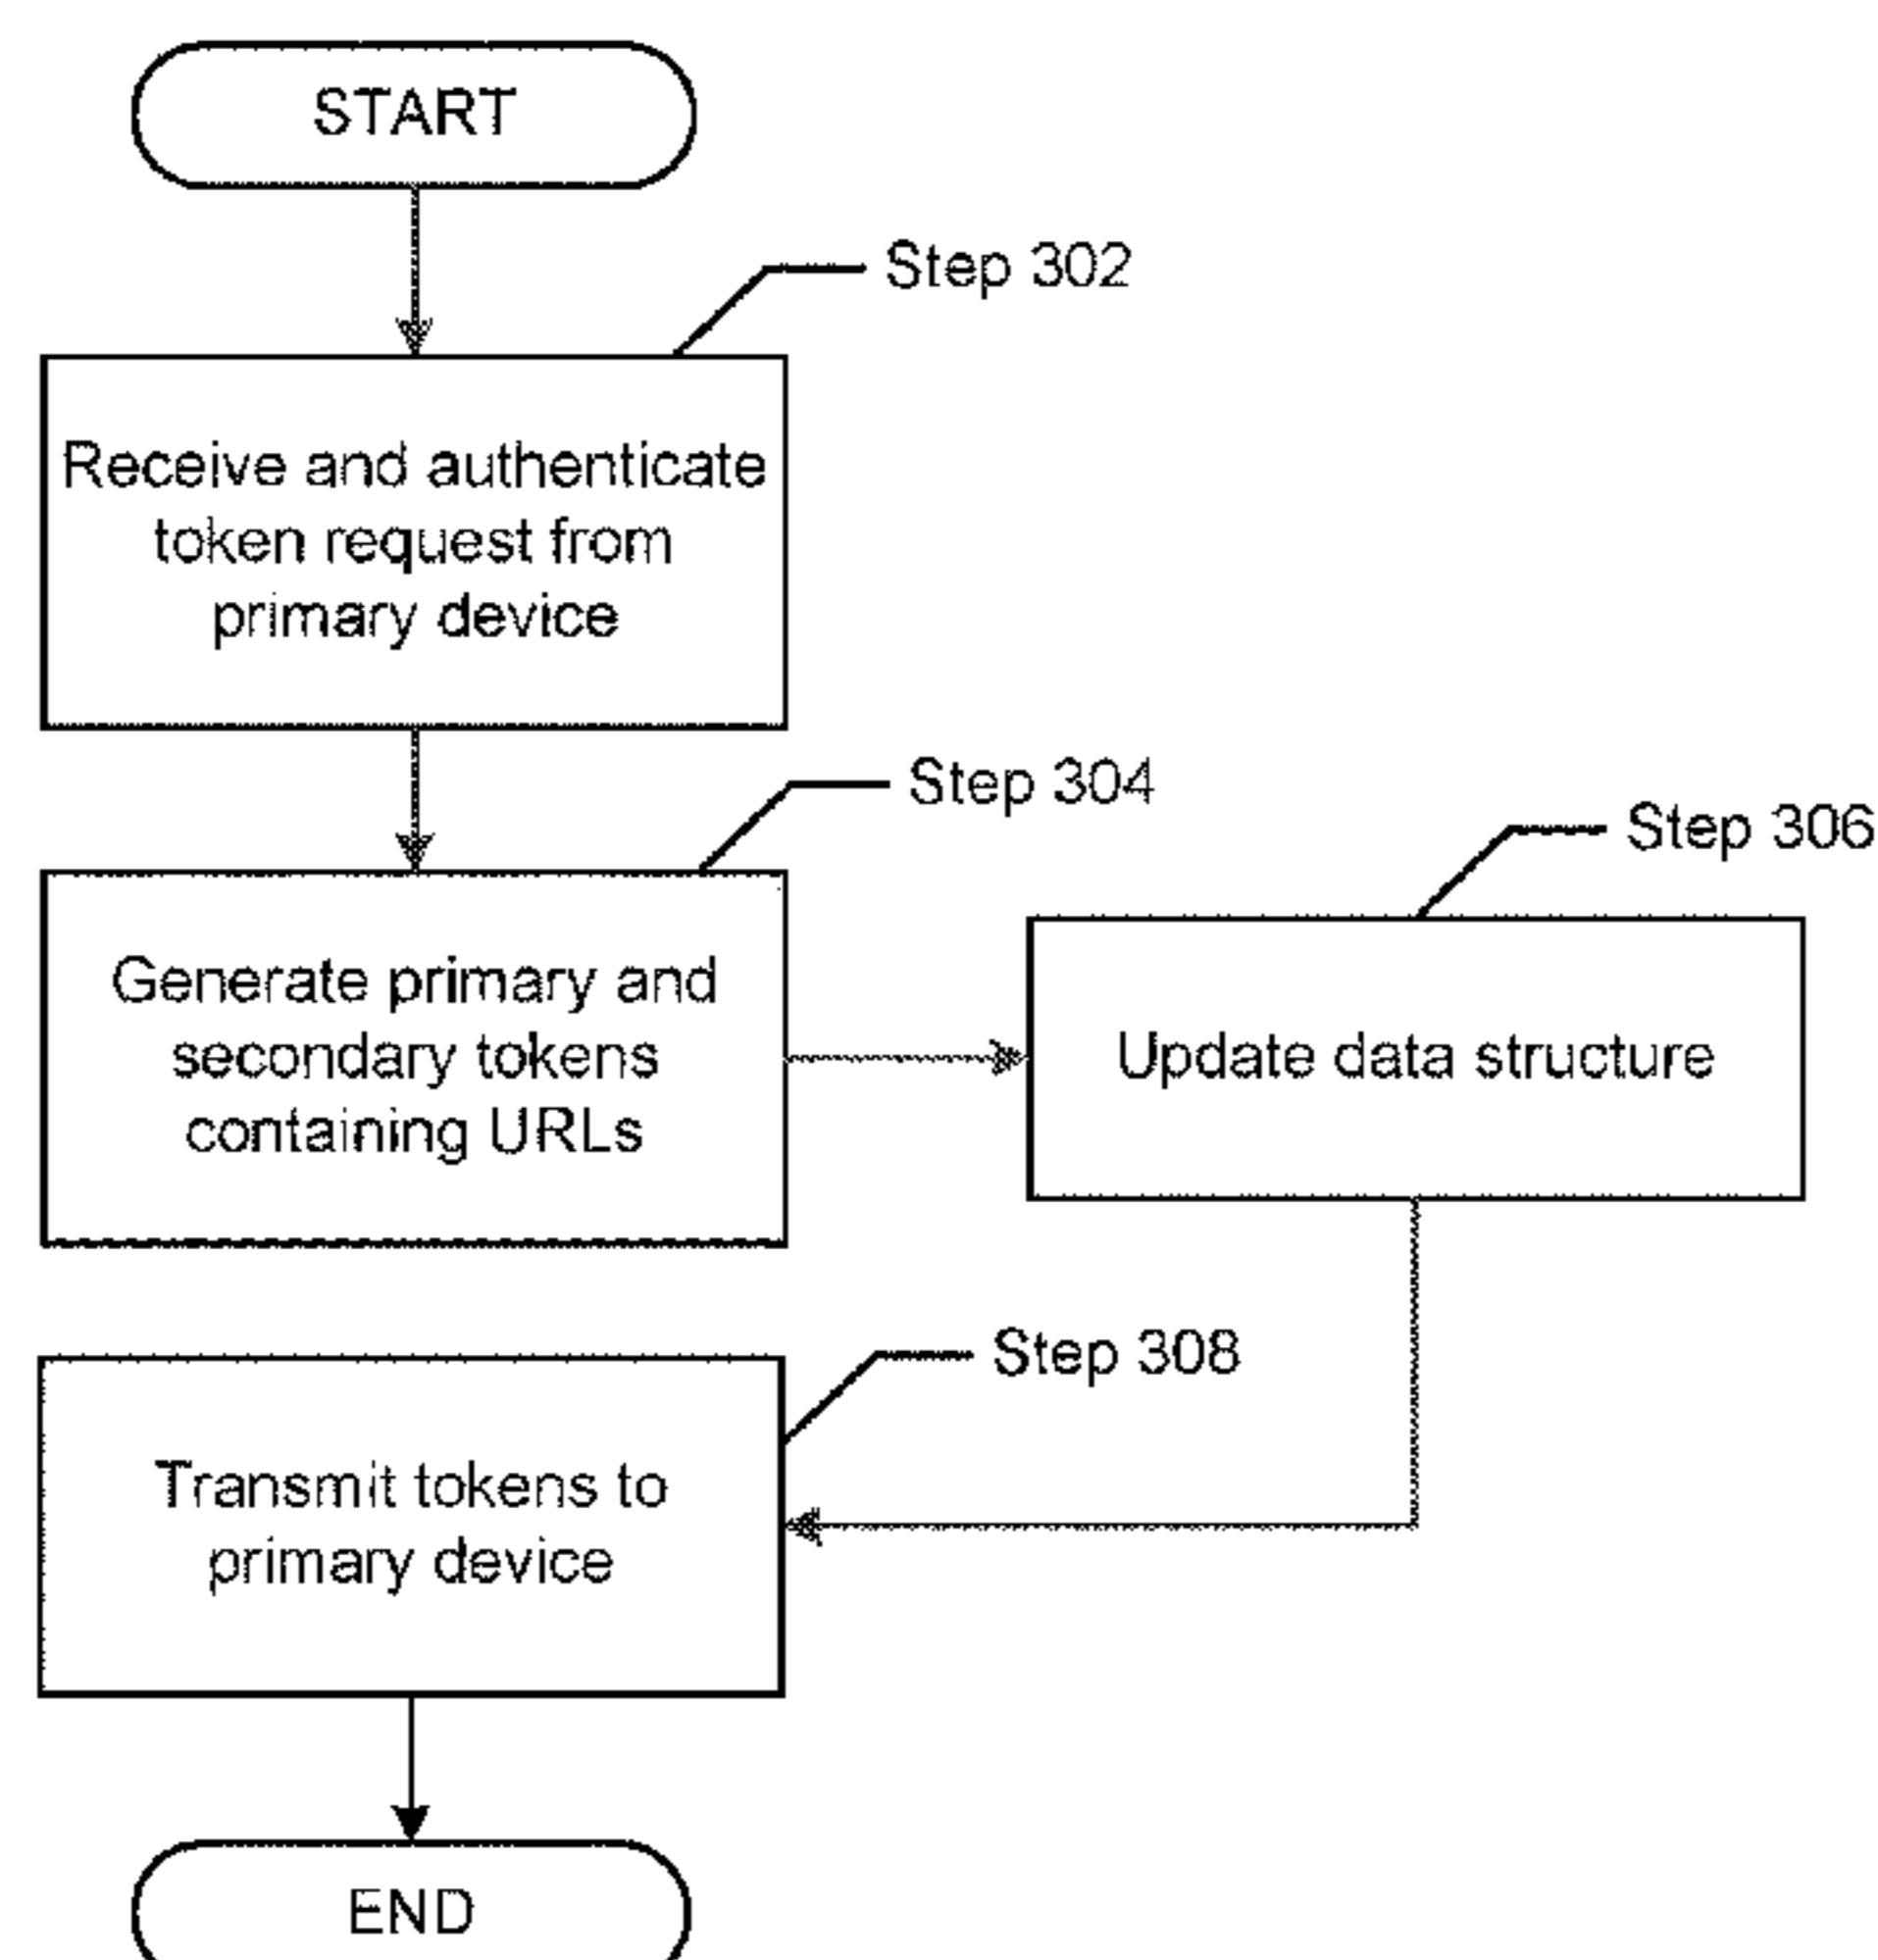 START
Step 302
Receive and authenticate
token request from
primary device
Step 304
Generate primary and
secondary tokens
containing URLs
Step 306
Update data structure
Step 308
Transmit tokens to
primary device
END